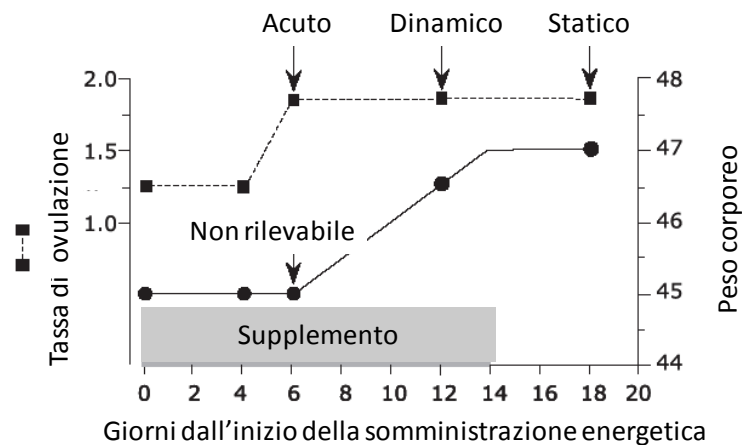 Acuto Dinamico Statico
2.0 48
1.5 47
1.0 46
Non rilevabile
45
Supplemento
44
0 2 4 6 8 10 12 14 16 18 20
Giorni dall'inizio della somministrazione energetica
Tassa di ovulazione
Peso corporeo